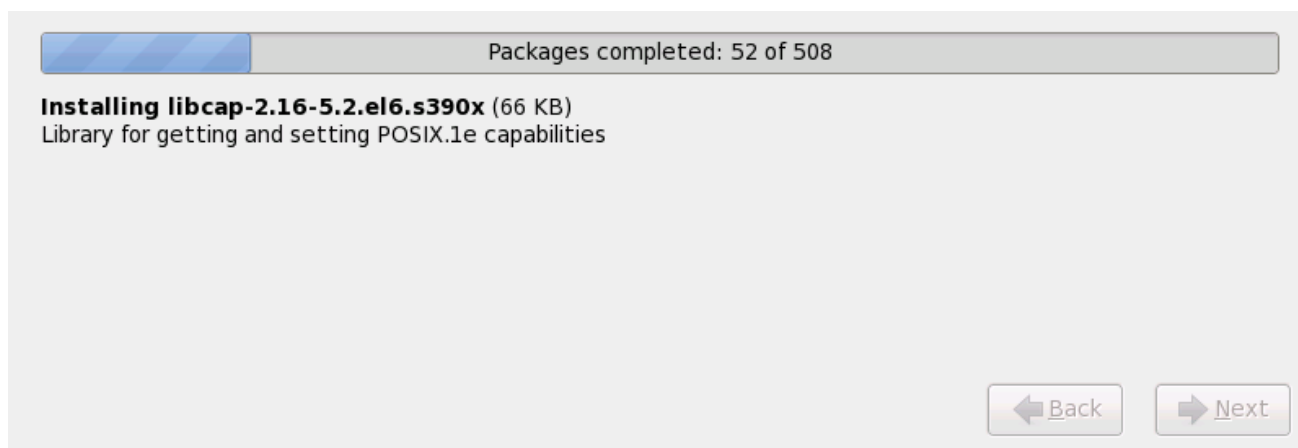 Packages completed: 52 of 508
Installing libcap-2.16-5.2.el6.s390x (66 KB)
Library for getting and setting POSIX.1e capabilities
Back
Next